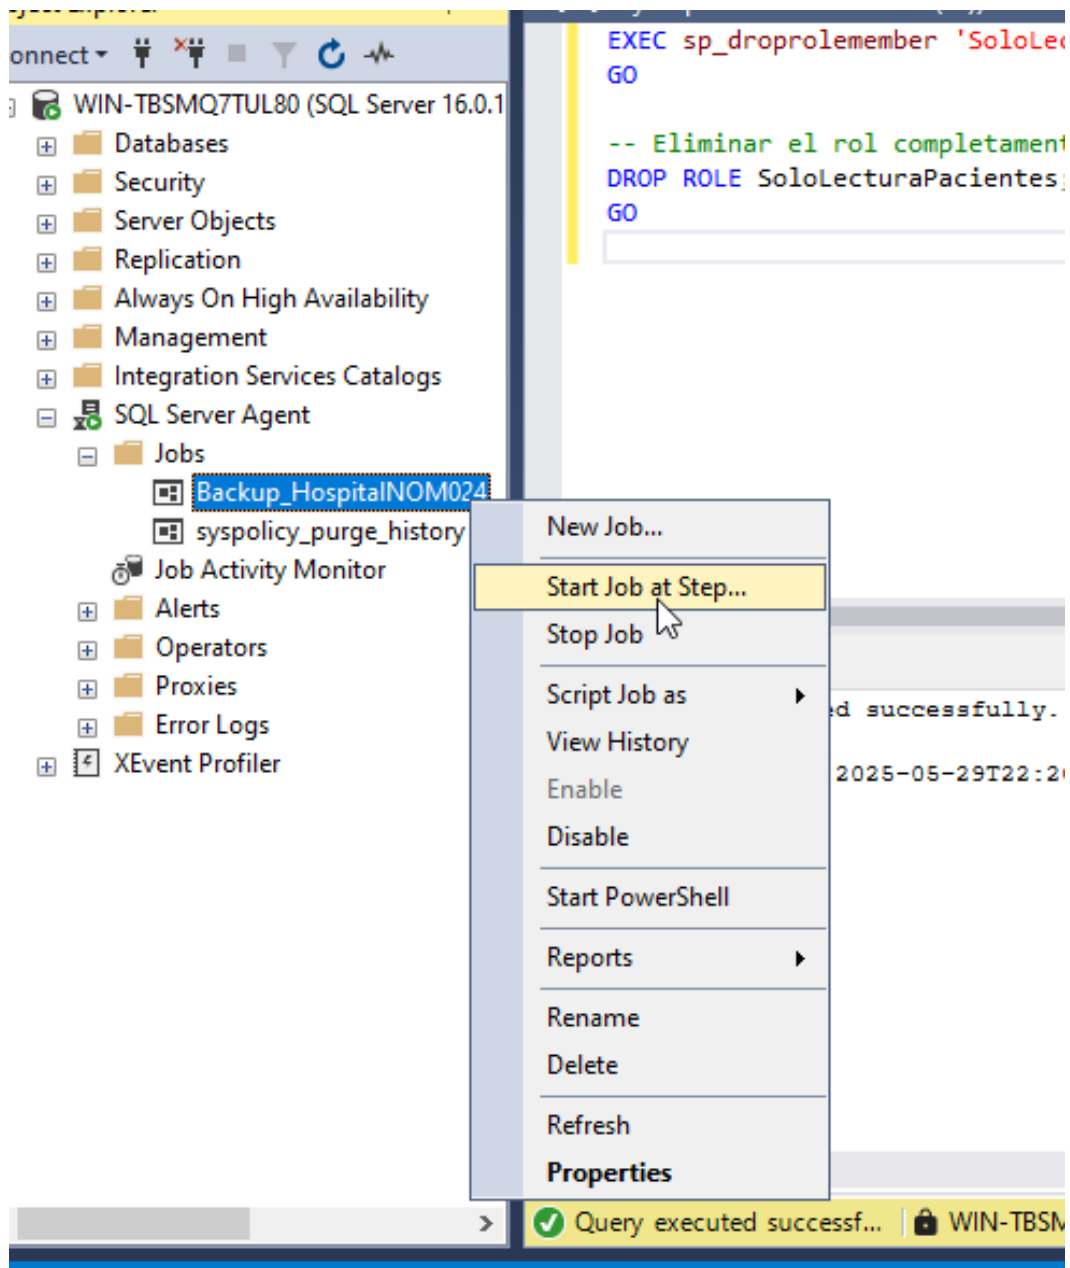 onnect
WIN-TBSMQ7TUL80 (SQL Server 16.0.1
Databases
Security
Server Objects
Replication
Always On High Availability
Management
Integration Services Catalogs
SQL Server Agent
Jobs
Backup_HospitalNOM024
syspolicy_purge_history
Job Activity Monitor
Alerts
Operators
Proxies
Error Logs
XEvent Profiler
EXEC sp_droprolemember 'SoloLec
GO
-- Eliminar el rol completament
DROP ROLE SoloLecturaPacientes;
GO
New Job...
Start Job at Step...
Stop Job
Script Job as
View History
Enable
Disable
Start PowerShell
Reports
Rename
Delete
Refresh
Properties
ed successfully.
2025-05-29T22:2
Query executed successf...
WIN-TBSM